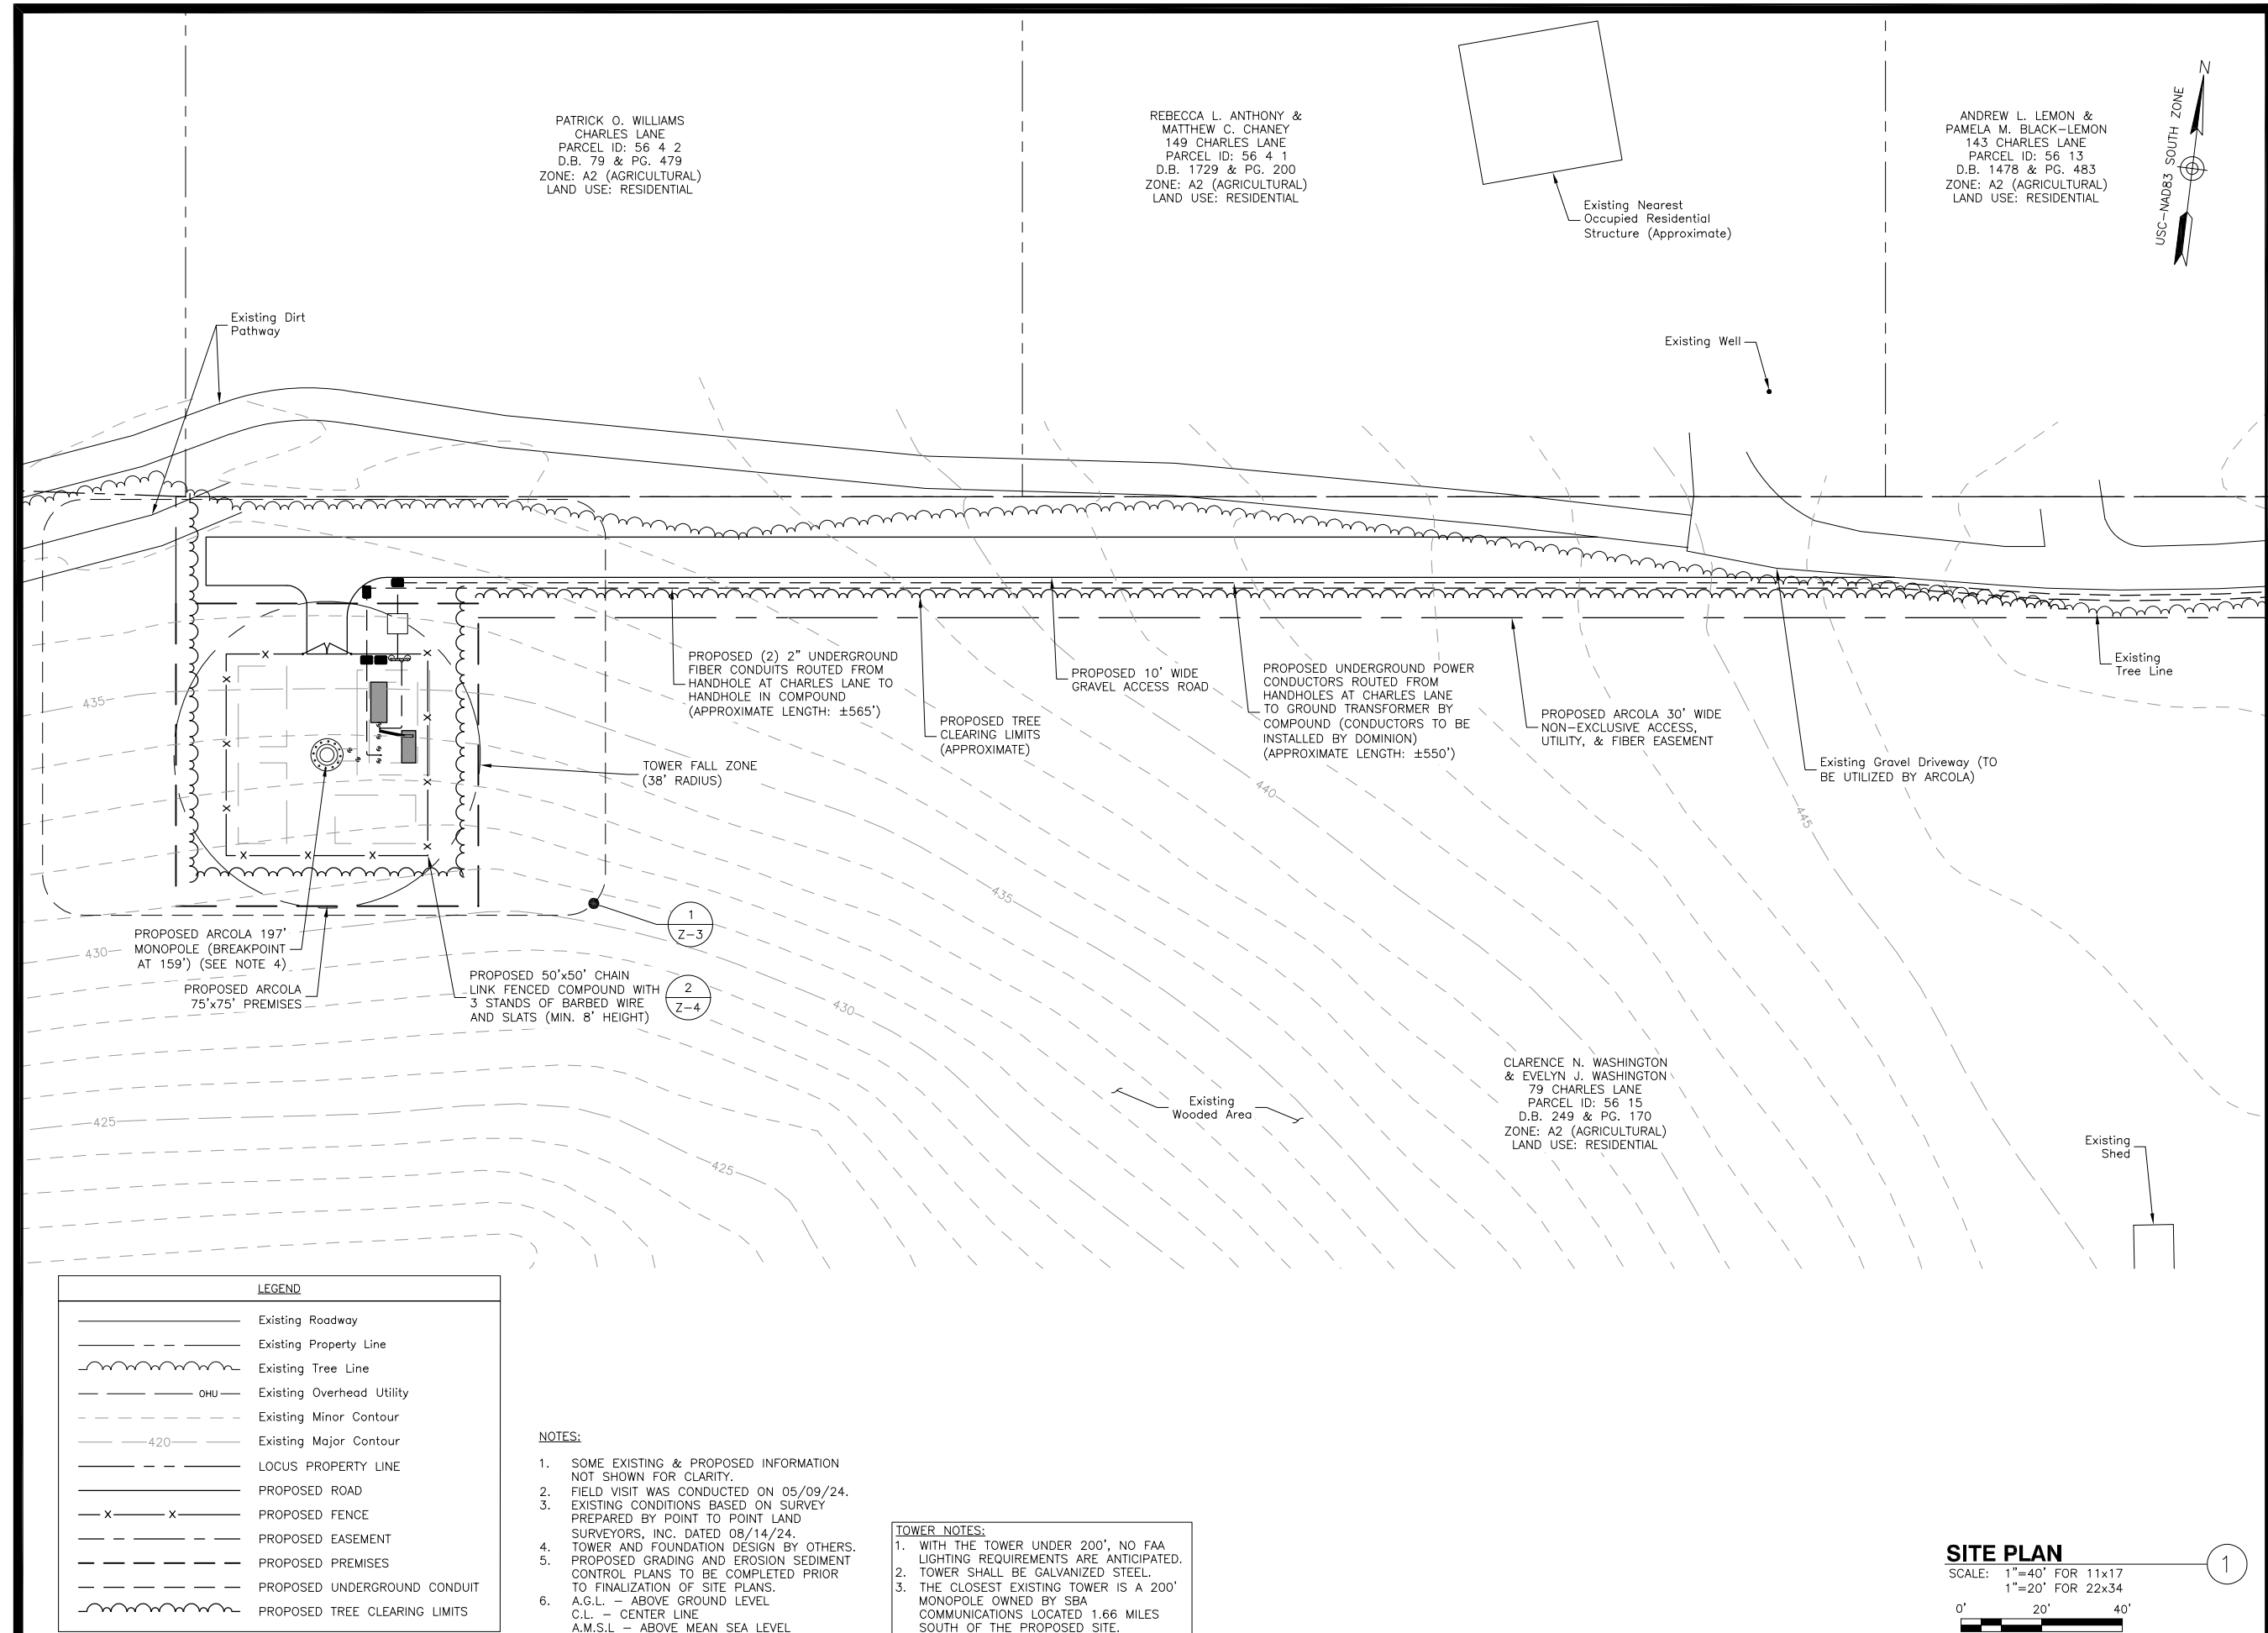 PATRICK O. WILLIAMS
CHARLES LANE
PARCEL ID: 56 4 2
D.B. 79 & PG. 479
ZONE: A2 (AGRICULTURAL)
LAND USE: RESIDENTIAL
REBECCA L. ANTHONY &
MATTHEW C. CHANEY
149 CHARLES LANE
PARCEL ID: 56 4 1
D.B. 1729 & PG. 200
ZONE: A2 (AGRICULTURAL)
LAND USE: RESIDENTIAL
Existing Nearest
Occupied Residential
Structure (Approximate)
ANDREW L. LEMON &
PAMELA M. BLACK-LEMON
143 CHARLES LANE
PARCEL ID: 56 13
D.B. 1478 & PG. 483
ZONE: A2 (AGRICULTURAL)
LAND USE: RESIDENTIAL
N
USC-NAD83 SOUTH ZONE
Existing Dirt
Pathway
Existing Well
435
PROPOSED (2) 2" UNDERGROUND
FIBER CONDUITS ROUTED FROM
HANDHOLE AT CHARLES LANE TO
HANDHOLE IN COMPOUND
(APPROXIMATE LENGTH: ±565')
PROPOSED TREE
CLEARING LIMITS
(APPROXIMATE)
PROPOSED 10' WIDE
GRAVEL ACCESS ROAD
PROPOSED UNDERGROUND POWER
CONDUCTORS ROUTED FROM
HANDHOLES AT CHARLES LANE
TO GROUND TRANSFORMER BY
COMPOUND (CONDUCTORS TO BE
INSTALLED BY DOMINION)
(APPROXIMATE LENGTH: ±550')
PROPOSED ARCOLA 30' WIDE
NON-EXCLUSIVE ACCESS,
UTILITY, & FIBER EASEMENT
Existing
Tree Line
Existing Gravel Driveway (TO
BE UTILIZED BY ARCOLA)
TOWER FALL ZONE
(38' RADIUS)
440
445
435
430
1
Z-3
PROPOSED ARCOLA 197'
MONOPOLE (BREAKPOINT
AT 159') (SEE NOTE 4)
PROPOSED ARCOLA
75'x75' PREMISES
PROPOSED 50'x50' CHAIN
LINK FENCED COMPOUND WITH
3 STANDS OF BARBED WIRE
AND SLATS (MIN. 8' HEIGHT)
2
Z-4
430
425
425
Existing
Wooded Area
CLARENCE N. WASHINGTON
& EVELYN J. WASHINGTON
79 CHARLES LANE
PARCEL ID: 56 15
D.B. 249 & PG. 170
ZONE: A2 (AGRICULTURAL)
LAND USE: RESIDENTIAL
Existing
Shed
LEGEND
Existing Roadway
Existing Property Line
Existing Tree Line
OHU Existing Overhead Utility
Existing Minor Contour
420 Existing Major Contour
LOCUS PROPERTY LINE
PROPOSED ROAD
X X PROPOSED FENCE
PROPOSED EASEMENT
PROPOSED PREMISES
PROPOSED UNDERGROUND CONDUIT
PROPOSED TREE CLEARING LIMITS
NOTES:
1. SOME EXISTING & PROPOSED INFORMATION
NOT SHOWN FOR CLARITY.
2. FIELD VISIT WAS CONDUCTED ON 05/09/24.
3. EXISTING CONDITIONS BASED ON SURVEY
PREPARED BY POINT TO POINT LAND
SURVEYORS, INC. DATED 08/14/24.
4. TOWER AND FOUNDATION DESIGN BY OTHERS.
5. PROPOSED GRADING AND EROSION SEDIMENT
CONTROL PLANS TO BE COMPLETED PRIOR
TO FINALIZATION OF SITE PLANS.
6. A.G.L. - ABOVE GROUND LEVEL
C.L. - CENTER LINE
A.M.S.L - ABOVE MEAN SEA LEVEL
TOWER NOTES:
1. WITH THE TOWER UNDER 200', NO FAA
LIGHTING REQUIREMENTS ARE ANTICIPATED.
2. TOWER SHALL BE GALVANIZED STEEL.
3. THE CLOSEST EXISTING TOWER IS A 200'
MONOPOLE OWNED BY SBA
COMMUNICATIONS LOCATED 1.66 MILES
SOUTH OF THE PROPOSED SITE.
SITE PLAN
1
SCALE: 1"=40' FOR 11x17
1"=20' FOR 22x34
0' 20' 40'